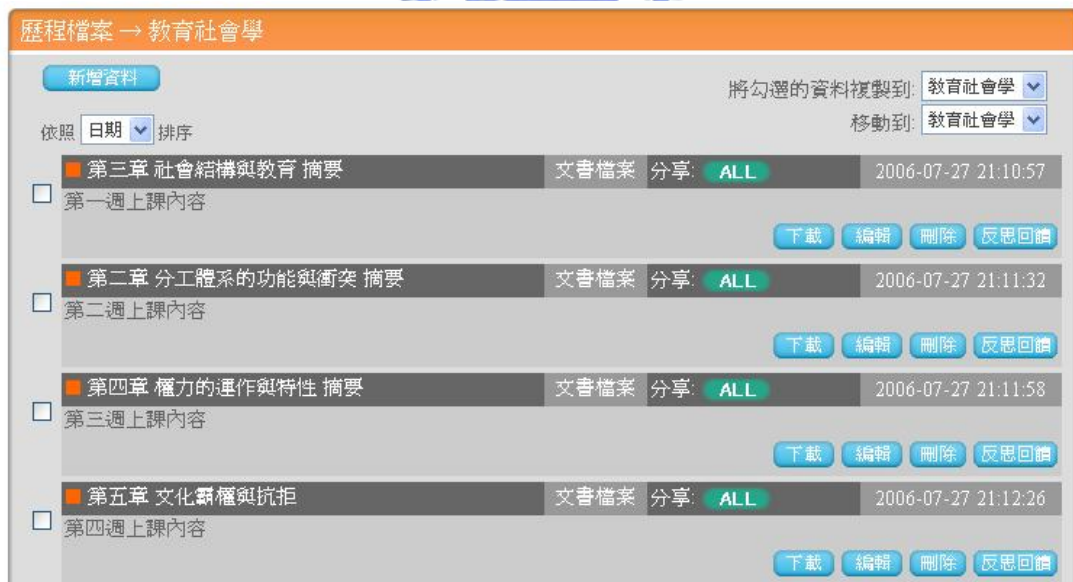 歷程檔案 → 教育社會學
新增資料
將勾選的資料複製到: 教育社會學
移動到: 教育社會學
依照 日期 排序
第三章 社會結構與教育 摘要 文書檔案 分享: ALL 2006-07-27 21:10:57
第一週上課內容
下載 編輯 刪除 反思回饋
第二章 分工體系的功能與衝突 摘要 文書檔案 分享: ALL 2006-07-27 21:11:32
第二週上課內容
下載 編輯 刪除 反思回饋
第四章 權力的運作與特性 摘要 文書檔案 分享: ALL 2006-07-27 21:11:58
第三週上課內容
下載 編輯 刪除 反思回饋
第五章 文化霸權與抗拒 文書檔案 分享: ALL 2006-07-27 21:12:26
第四週上課內容
下載 編輯 刪除 反思回饋